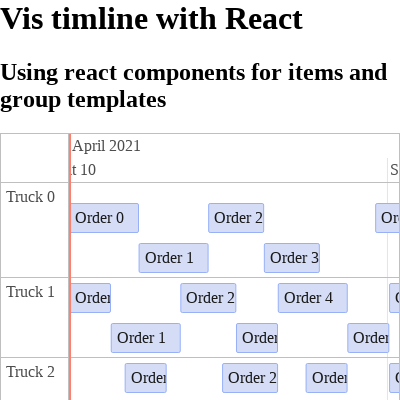 Vis timline with React
Using react components for items and
group templates
April 2021
t 10 S
Truck 0
Order 0 Order 2 Or
Order 1 Order 3
Truck 1
Order Order 2 Order 4
Order 1 Order Order
Truck 2
Order Order 2 Order